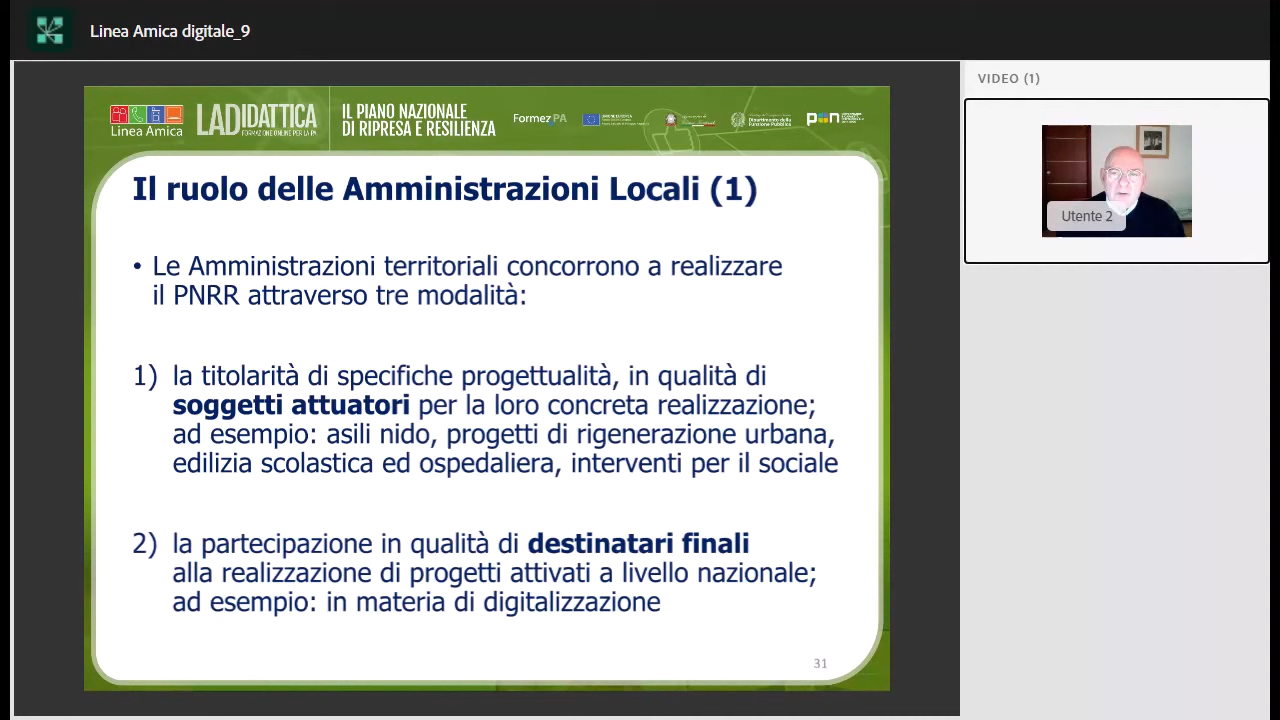 Linea Amica digitale_9
VIDEO (1)
Linea Amica
LADIDATTICA
FORMAZIONE ONLINE PER LA PA
IL PIANO NAZIONALE
DI RIPRESA E RESILIENZA
FormezPA
Dipartimento della
Funzione Pubblica
pon
Utente 2
Il ruolo delle Amministrazioni Locali (1)
• Le Amministrazioni territoriali concorrono a realizzare
il PNRR attraverso tre modalità:
1) la titolarità di specifiche progettualità, in qualità di
soggetti attuatori per la loro concreta realizzazione;
ad esempio: asili nido, progetti di rigenerazione urbana,
edilizia scolastica ed ospedaliera, interventi per il sociale
2) la partecipazione in qualità di destinatari finali
alla realizzazione di progetti attivati a livello nazionale;
ad esempio: in materia di digitalizzazione
31